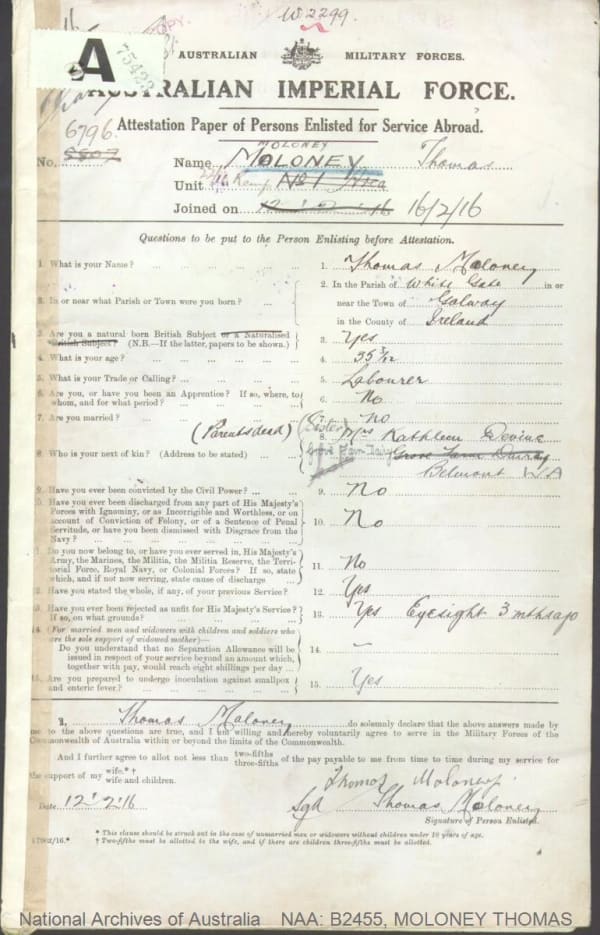 W2299.
COPY.
A
75423
AUSTRALIAN MILITARY FORCES.
AUSTRALIAN IMPERIAL FORCE.
Attestation Paper of Persons Enlisted for Service Abroad.
6796
No. 8807
MOLONEY
Name MOLONEY Thomas
Unit No 1 Area
Joined on 12 . 2 . 16 16/2/16
Questions to be put to the Person Enlisting before Attestation.
1. What is your Name? ... 1. Thomas Moloney
2. In or near what Parish or Town were you born? ... 2. In the Parish of White Gate in or
near the Town of Galway
in the County of Ireland
3. Are you a natural born British Subject or a Naturalised
British Subject? (N.B.—If the latter, papers to be shown.) 3. Yes
4. What is your age? ... 4. 35 3/12
5. What is your Trade or Calling? ... 5. Labourer
6. Are you, or have you been an Apprentice? If so, where, to
whom, and for what period? ... 6. No
7. Are you married? ... 7. No
(Parents dead) (Sister)
8. Who is your next of kin? (Address to be stated) ... 8. Mrs Kathleen Devine
Grove Farm Dairy Grove Farm Dairy
Belmont WA
9. Have you ever been convicted by the Civil Power? ... 9. No
10. Have you ever been discharged from any part of His Majesty's
Forces with Ignominy, or as Incorrigible and Worthless, or on
account of Conviction of Felony, or of a Sentence of Penal
Servitude, or have you been dismissed with Disgrace from the
Navy? ... 10. No
11. Do you now belong to, or have you ever served in, His Majesty's
Army, the Marines, the Militia, the Militia Reserve, the Terri-
torial Force, Royal Navy, or Colonial Forces? If so, state
which, and if not now serving, state cause of discharge ... 11. No
12. Have you stated the whole, if any, of your previous Service? 12. Yes
13. Have you ever been rejected as unfit for His Majesty's Service?
If so, on what grounds? ... 13. Yes Eyesight 3 mths ago
14. (For married men and widowers with children and soldiers who
are the sole support of widowed mother)—
Do you understand that no Separation Allowance will be
issued in respect of your service beyond an amount which,
together with pay, would reach eight shillings per day ... 14. –
15. Are you prepared to undergo inoculation against smallpox
and enteric fever? ... 15. Yes
I, Thomas Moloney do solemnly declare that the above answers made by
me to the above questions are true, and I am willing and hereby voluntarily agree to serve in the Military Forces of the
Commonwealth of Australia within or beyond the limits of the Commonwealth.
And I further agree to allot not less than two-fifths three-fifths of the pay payable to me from time to time during my service for
the support of my wife.*† wife and children.
Thomas Moloney
Date 12 . 2 . 16 Sgd Thomas Moloney
Signature of Person Enlisted.
* This clause should be struck out in the case of unmarried men or widowers without children under 18 years of age.
† Two-fifths must be allotted to the wife, and if there are children three-fifths must be allotted.
National Archives of Australia NAA: B2455, MOLONEY THOMAS